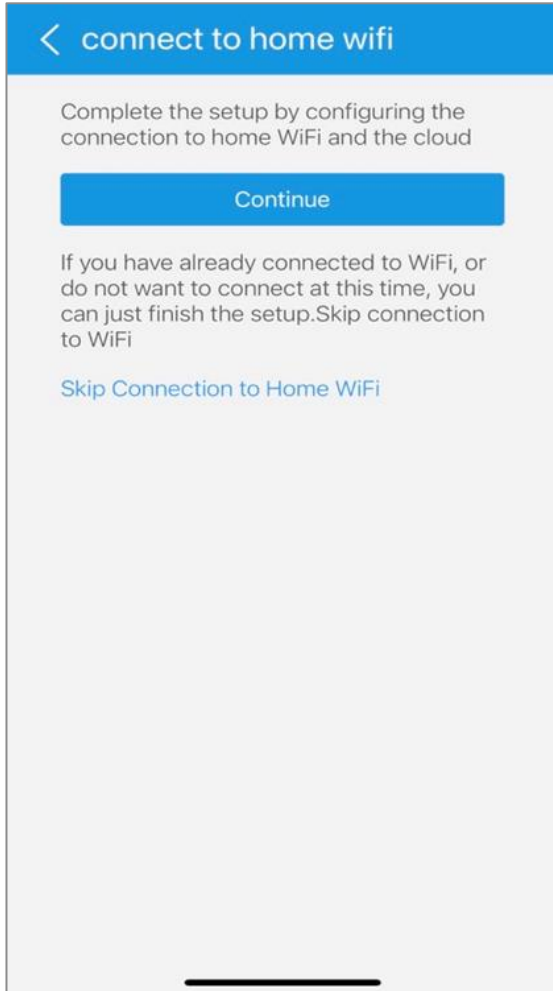 connect to home wifi
Complete the setup by configuring the
connection to home WiFi and the cloud
Continue
If you have already connected to WiFi, or
do not want to connect at this time, you
can just finish the setup.Skip connection
to WiFi
Skip Connection to Home WiFi